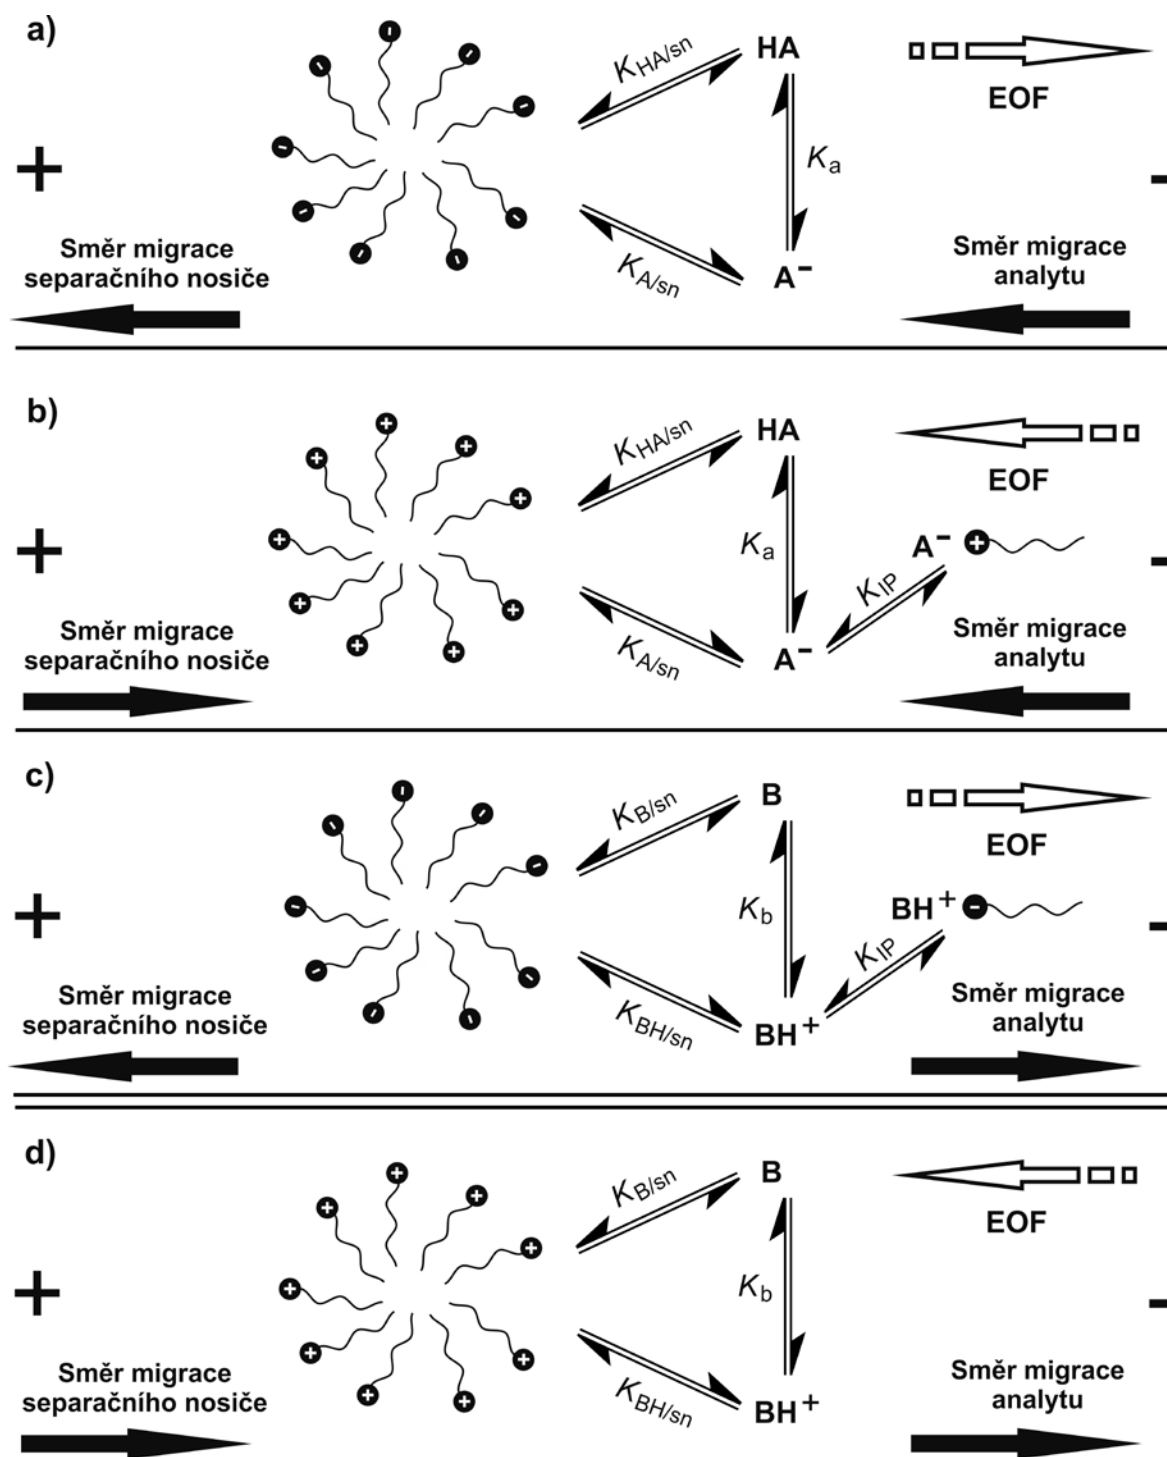 a)
K_HA/sn
HA
EOF
+
K_a
-
Směr migrace
separačního nosiče
K_A/sn
A⁻
Směr migrace
analytu
b)
K_HA/sn
HA
EOF
+
K_a
A⁻ +
-
K_IP
Směr migrace
separačního nosiče
K_A/sn
A⁻
Směr migrace
analytu
c)
K_B/sn
B
EOF
+
K_b
BH⁺ -
-
K_IP
Směr migrace
separačního nosiče
K_BH/sn
BH⁺
Směr migrace
analytu
d)
K_B/sn
B
EOF
+
K_b
-
Směr migrace
separačního nosiče
K_BH/sn
BH⁺
Směr migrace
analytu